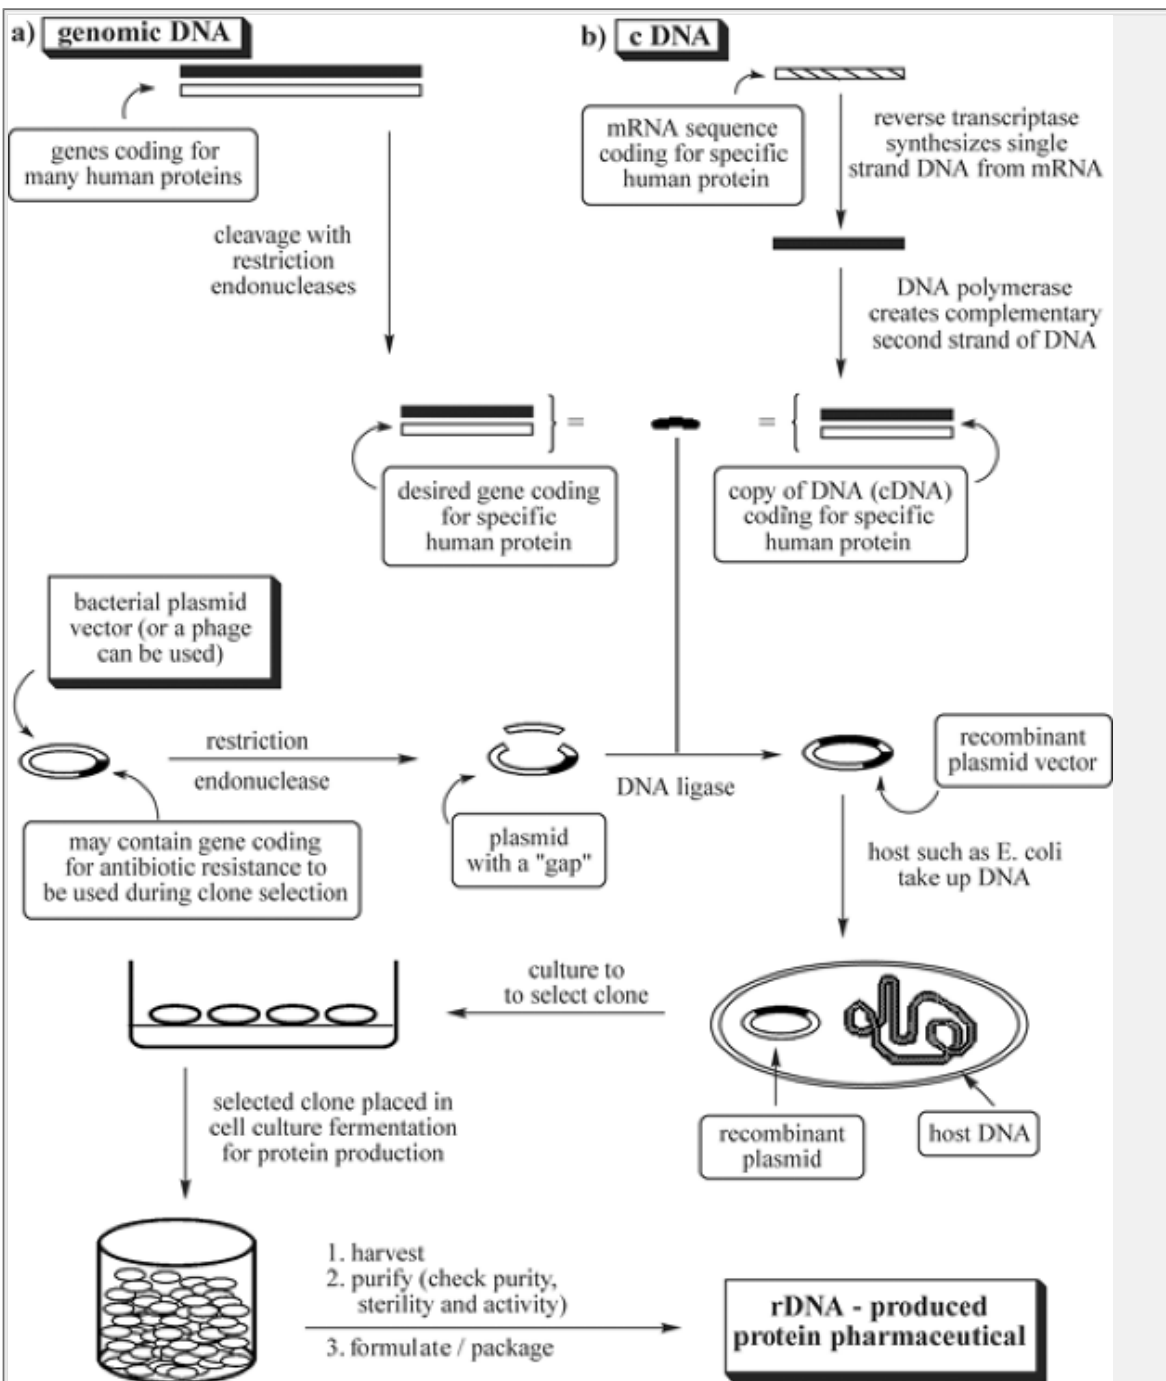 a) genomic DNA
b) c DNA
genes coding for
many human proteins
mRNA sequence
coding for specific
human protein
reverse transcriptase
synthesizes single
strand DNA from mRNA
cleavage with
restriction
endonucleases
DNA polymerase
creates complementary
second strand of DNA
} =
= {
desired gene coding
for specific
human protein
copy of DNA (cDNA)
coding for specific
human protein
bacterial plasmid
vector (or a phage
can be used)
restriction
endonuclease
DNA ligase
recombinant
plasmid vector
may contain gene coding
for antibiotic resistance to
be used during clone selection
plasmid
with a "gap"
host such as E. coli
take up DNA
culture to
to select clone
recombinant
plasmid
host DNA
selected clone placed in
cell culture fermentation
for protein production
1. harvest
2. purify (check purity,
sterility and activity)
3. formulate / package
rDNA - produced
protein pharmaceutical